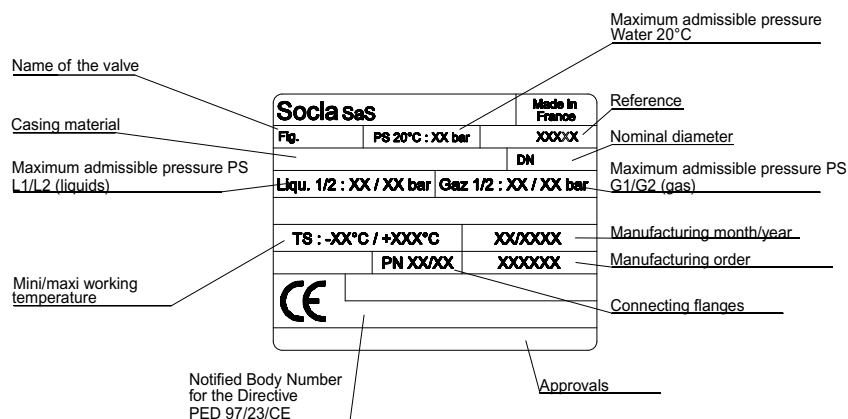 Maximum admissible pressure
Water 20°C
Name of the valve
Socla SaS
Made in
France
Reference
Casing material
Fig.
PS 20°C : XX bar
XXXXX
Nominal diameter
DN
Maximum admissible pressure PS
L1/L2 (liquids)
Liqu. 1/2 : XX / XX bar
Gaz 1/2 : XX / XX bar
Maximum admissible pressure PS
G1/G2 (gas)
TS : -XX°C / +XXX°C
XX/XXXX
Manufacturing month/year
PN XX/XX
XXXXXX
Manufacturing order
Mini/maxi working
temperature
CE
Connecting flanges
Notified Body Number
for the Directive
PED 97/23/CE
Approvals